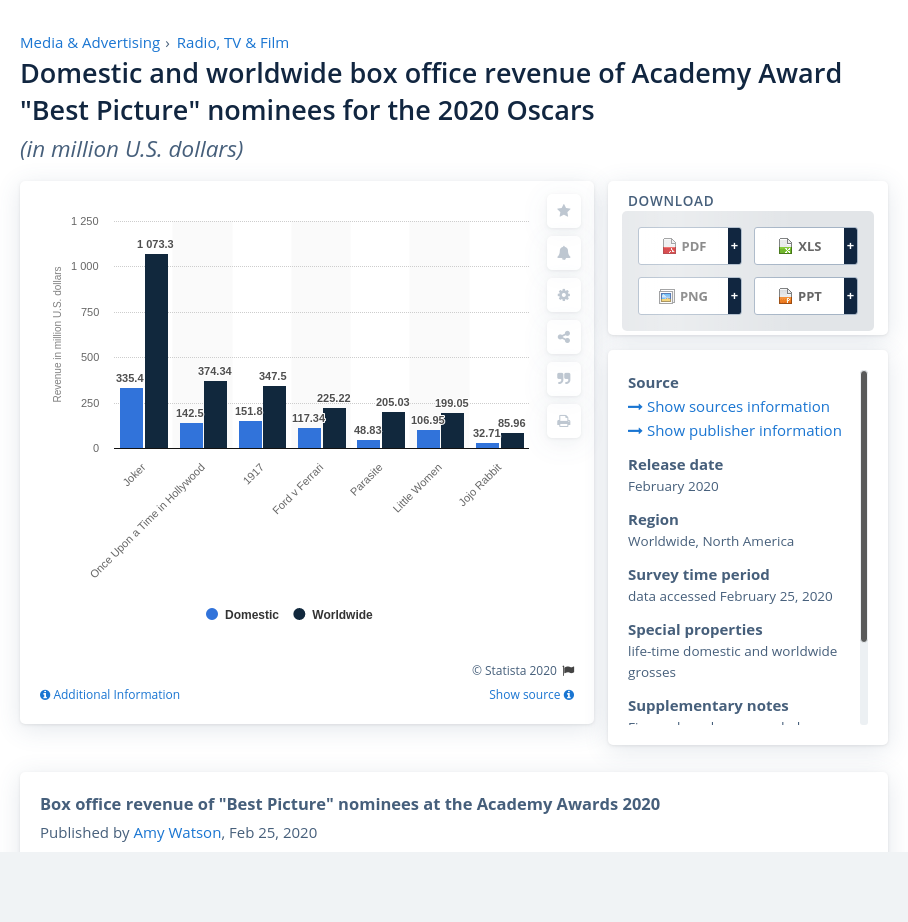 Media & Advertising › Radio, TV & Film
Domestic and worldwide box office revenue of Academy Award
"Best Picture" nominees for the 2020 Oscars
(in million U.S. dollars)
Revenue in million U.S. dollars
1 250
1 000
750
500
250
0
335.4
1 073.3
142.5
374.34
151.8
347.5
117.34
225.22
48.83
205.03
106.95
199.05
32.71
85.96
Joker
Once Upon a Time in Hollywood
1917
Ford v Ferrari
Parasite
Little Women
Jojo Rabbit
Domestic Worldwide
© Statista 2020
Additional Information Show source
DOWNLOAD
PDF + XLS +
PNG + PPT +
Source
Show sources information
Show publisher information
Release date
February 2020
Region
Worldwide, North America
Survey time period
data accessed February 25, 2020
Special properties
life-time domestic and worldwide
grosses
Supplementary notes
Box office revenue of "Best Picture" nominees at the Academy Awards 2020
Published by Amy Watson, Feb 25, 2020